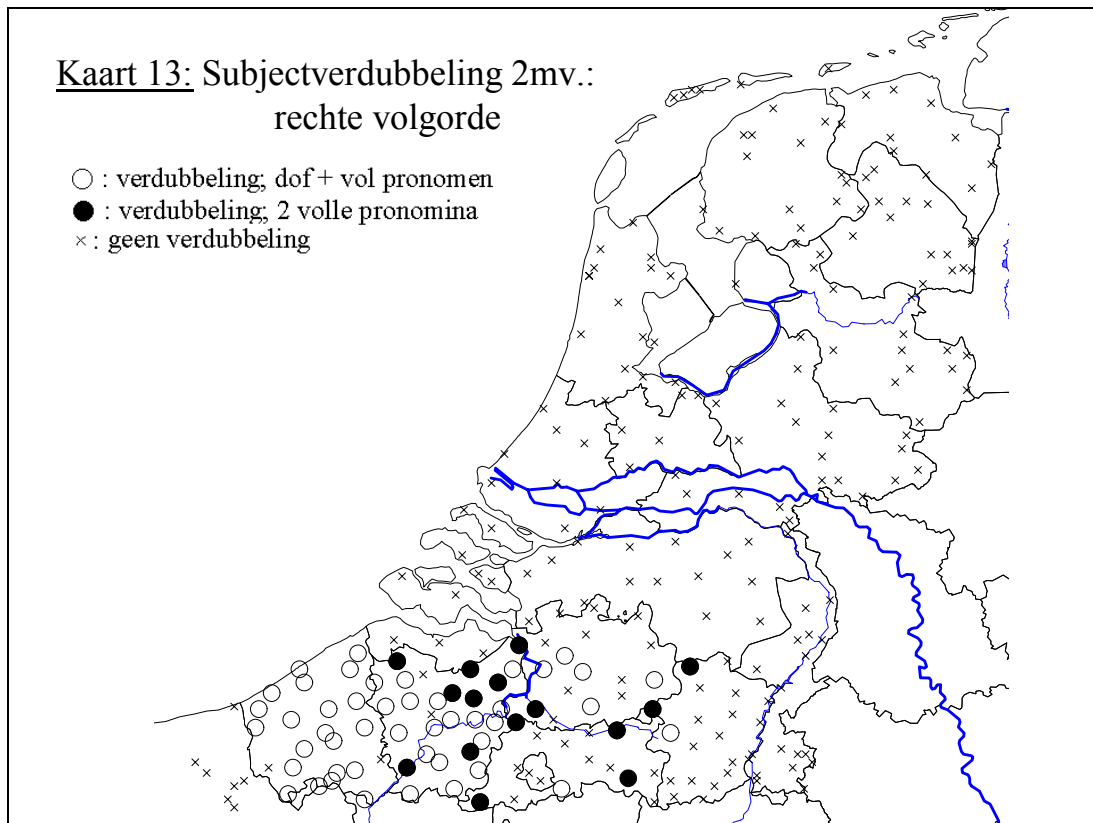 Kaart 13: Subjectverdubbeling 2mv.:
rechte volgorde
○ : verdubbeling; dof + vol pronomen
● : verdubbeling; 2 volle pronomina
× : geen verdubbeling